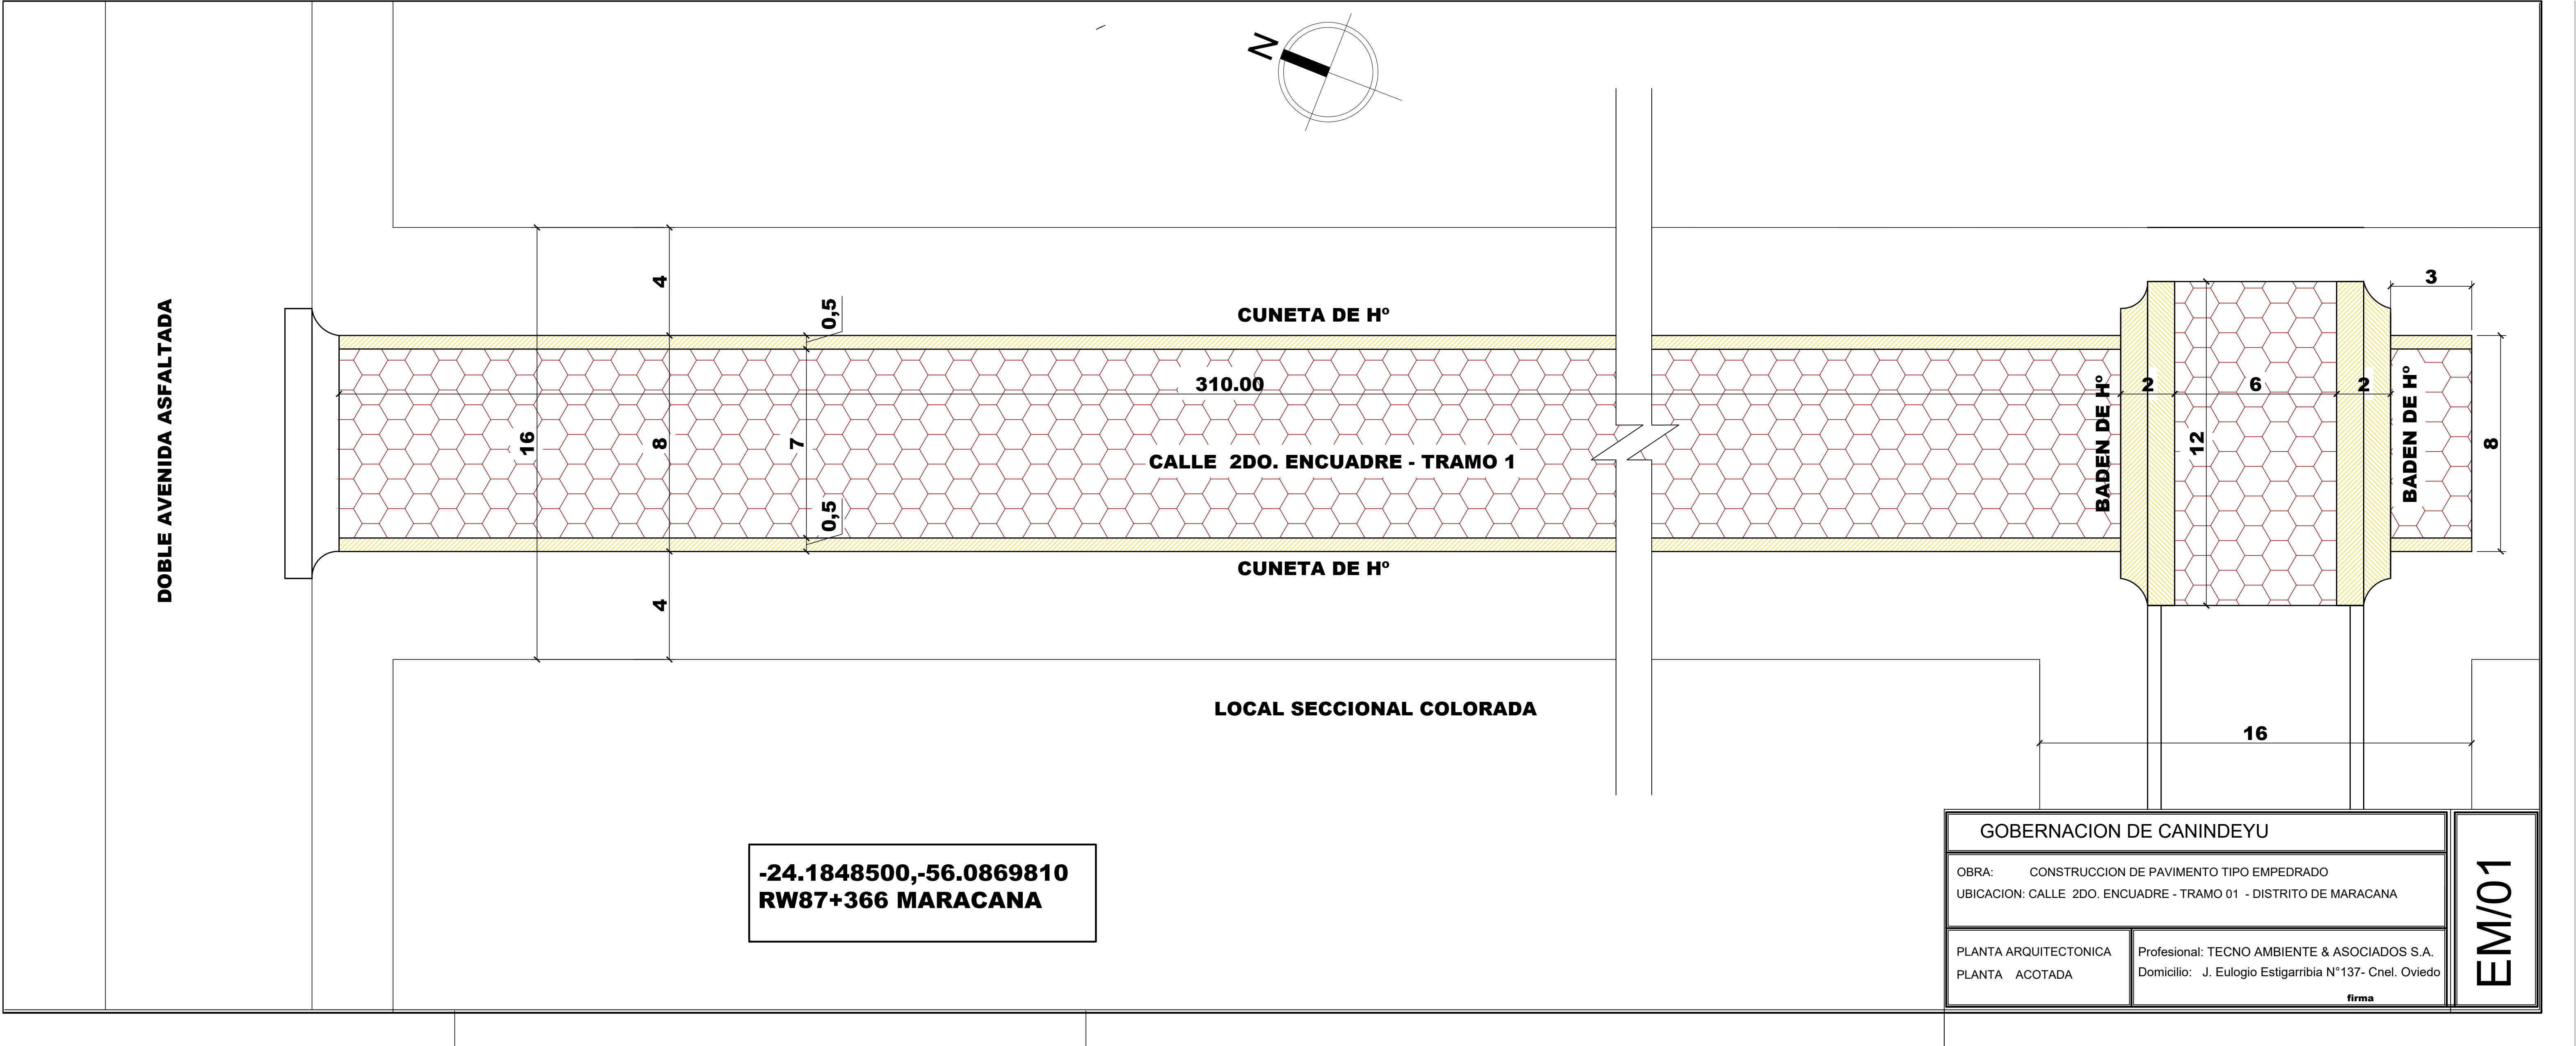 N
DOBLE AVENIDA ASFALTADA
4
16
8
4
0,5
7
0,5
CUNETA DE Hº
310.00
CALLE  2DO. ENCUADRE - TRAMO 1
CUNETA DE Hº
LOCAL SECCIONAL COLORADA
BADEN DE Hº
2
6
2
12
BADEN DE Hº
3
8
16
-24.1848500,-56.0869810
RW87+366 MARACANA
GOBERNACION DE CANINDEYU
OBRA: CONSTRUCCION DE PAVIMENTO TIPO EMPEDRADO
UBICACION: CALLE  2DO. ENCUADRE - TRAMO 01  - DISTRITO DE MARACANA
PLANTA ARQUITECTONICA
PLANTA ACOTADA
Profesional: TECNO AMBIENTE & ASOCIADOS S.A.
Domicilio: J. Eulogio Estigarribia N°137- Cnel. Oviedo
firma
EM/01